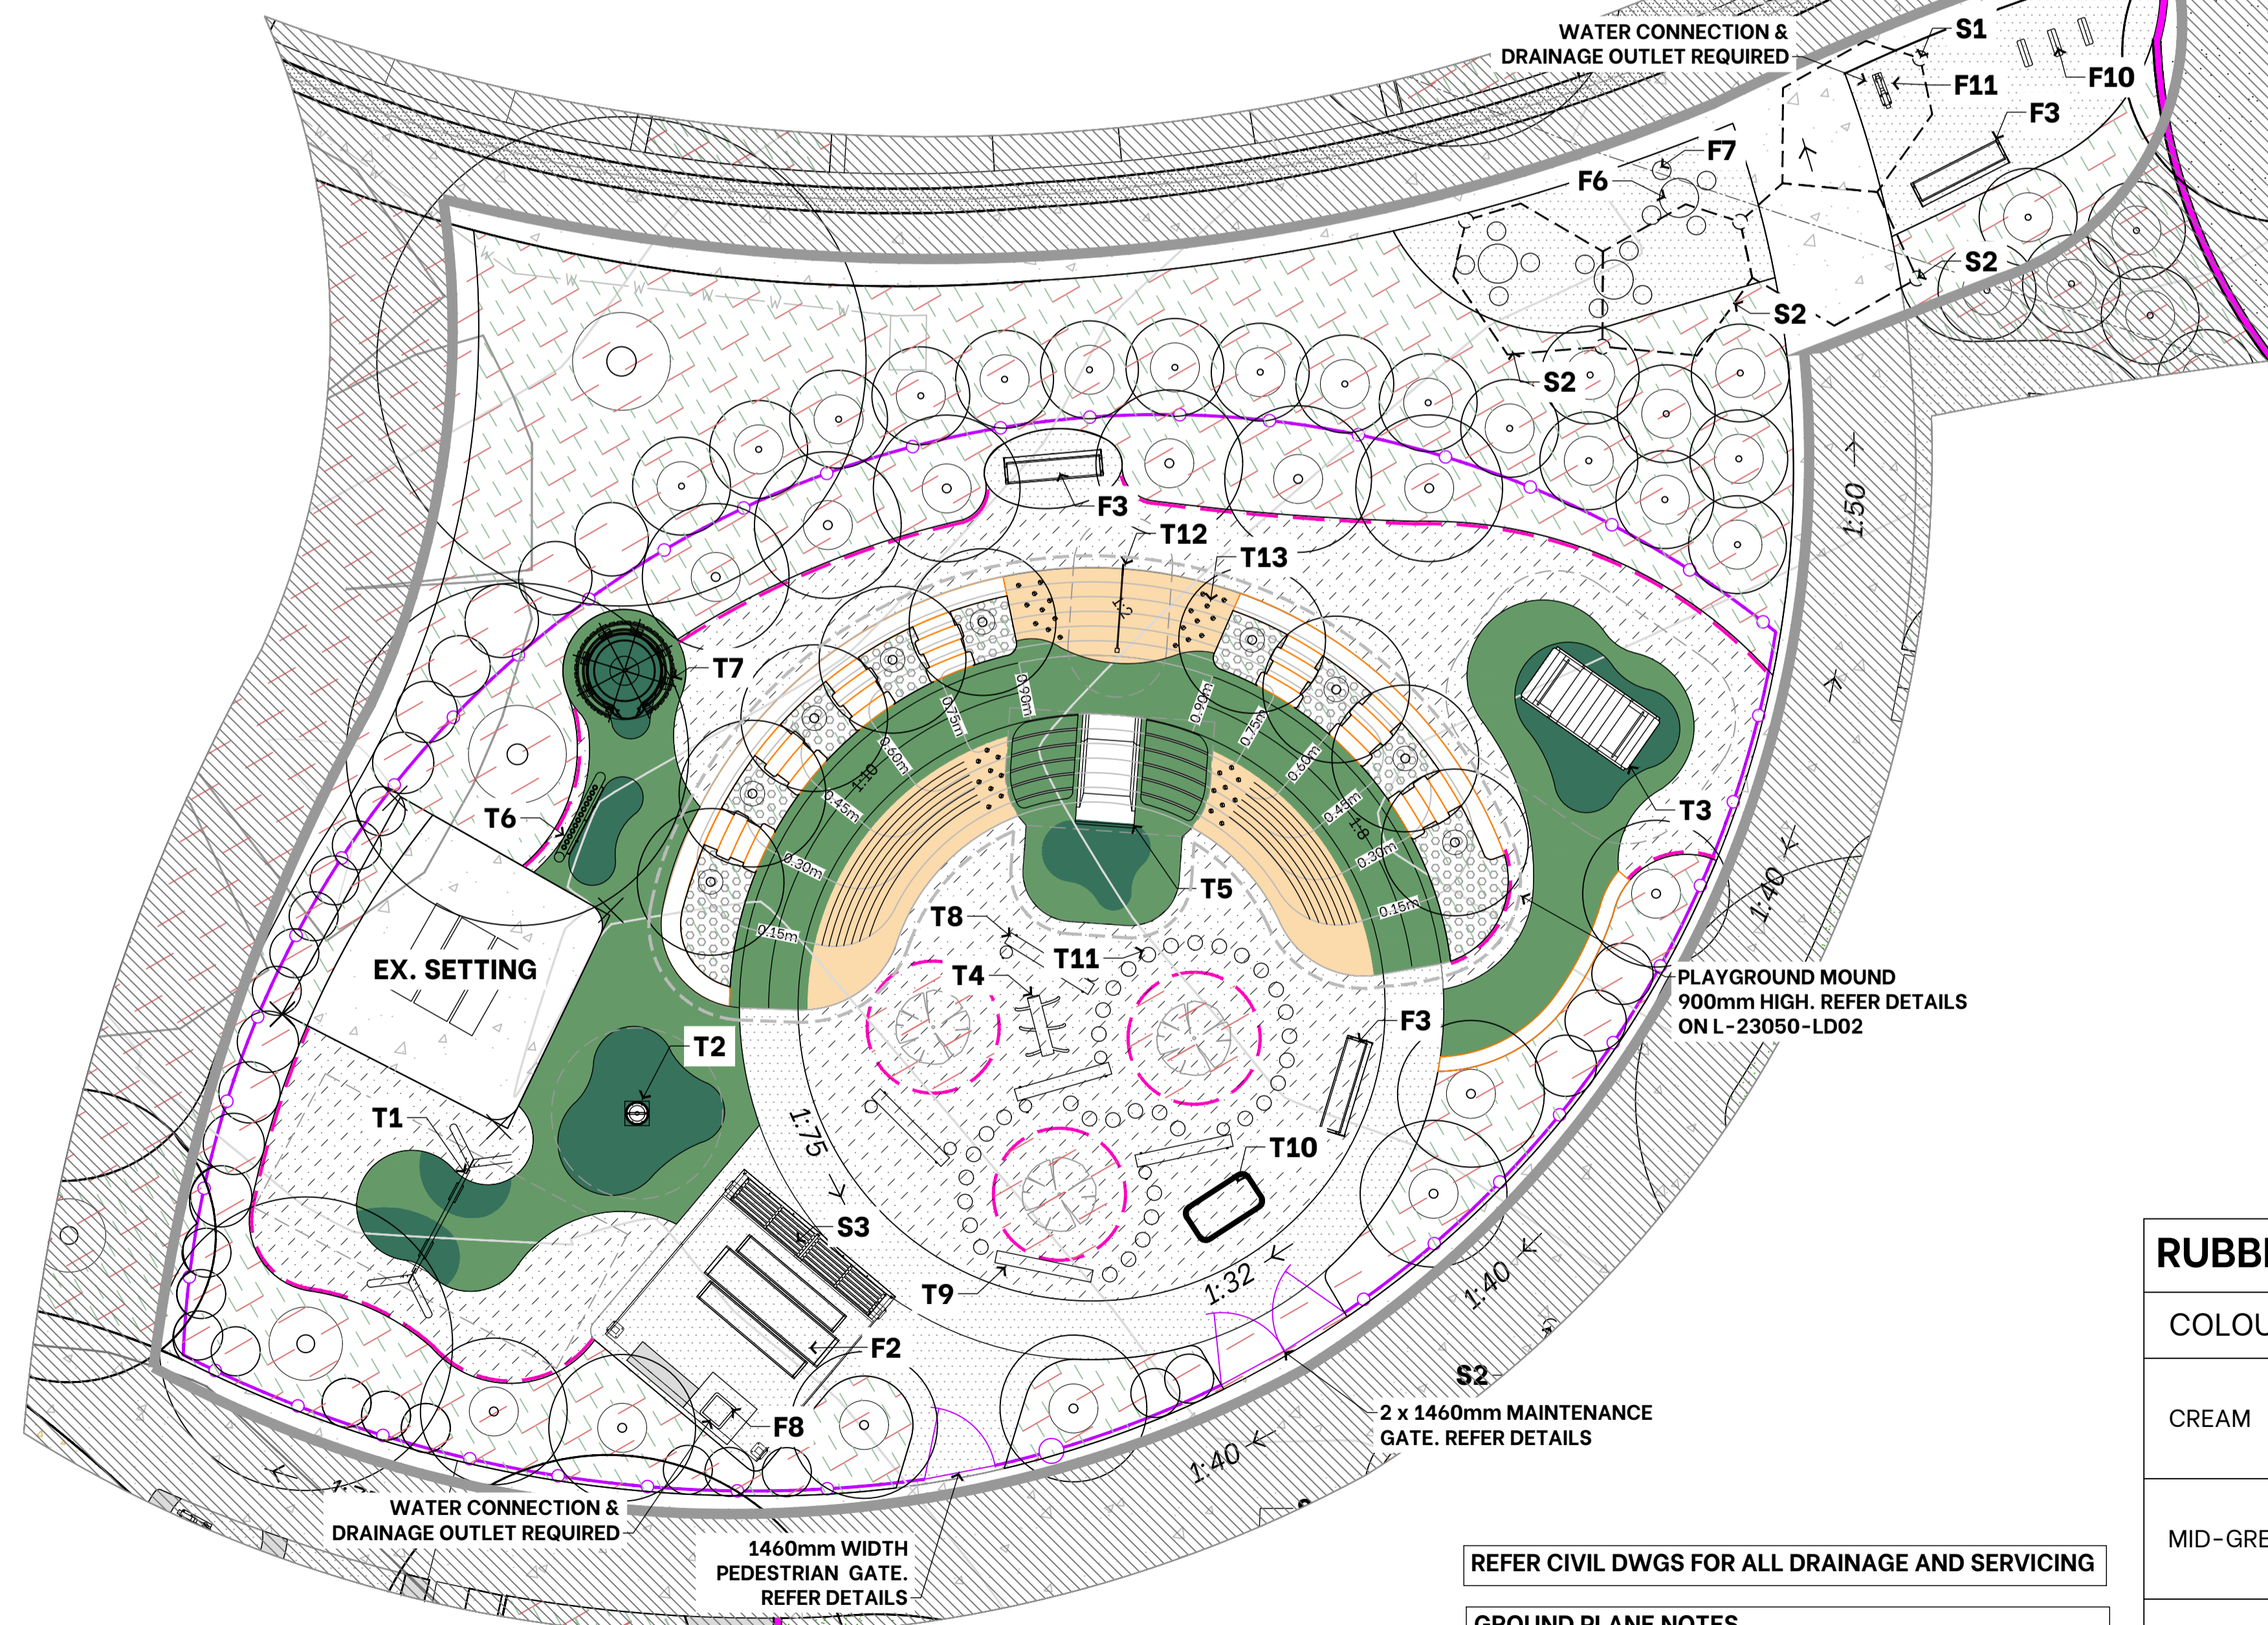 WATER CONNECTION &
DRAINAGE OUTLET REQUIRED
S1
F11
F10
F3
F7
F6
S2
S2
S2
W
W
W
W
W
1:50
F3
T12
T13
1:2
T7
0.90m
0.90m
0.75m
0.75m
0.60m
0.60m
1:10
0.45m
0.45m
1:8
0.30m
0.30m
0.15m
0.15m
T6
T3
T5
1:40
T8
T11
T4
EX. SETTING
PLAYGROUND MOUND
900mm HIGH. REFER DETAILS
ON L-23050-LD02
F3
T2
T1
1:75
T10
S3
T9
1:32
1:40
F2
S2
F8
2 x 1460mm MAINTENANCE
GATE. REFER DETAILS
1:40
WATER CONNECTION &
DRAINAGE OUTLET REQUIRED
1460mm WIDTH
PEDESTRIAN GATE.
REFER DETAILS
REFER CIVIL DWGS FOR ALL DRAINAGE AND SERVICING
GROUND PLANE NOTES
RUBB
COLOU
CREAM
MID-GRE